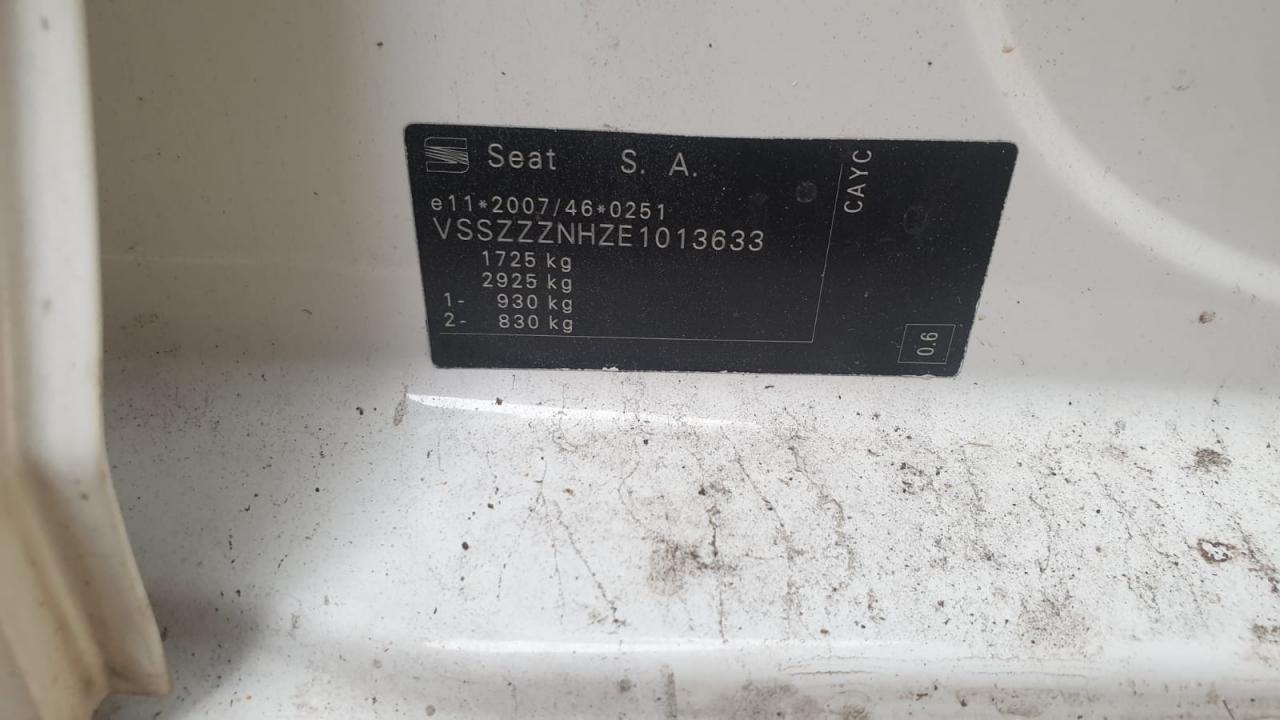 Seat S. A.
e11*2007/46*0251
VSSZZZNHZE1013633
1725 kg
2925 kg
1- 930 kg
2- 830 kg
CAYC
0.6